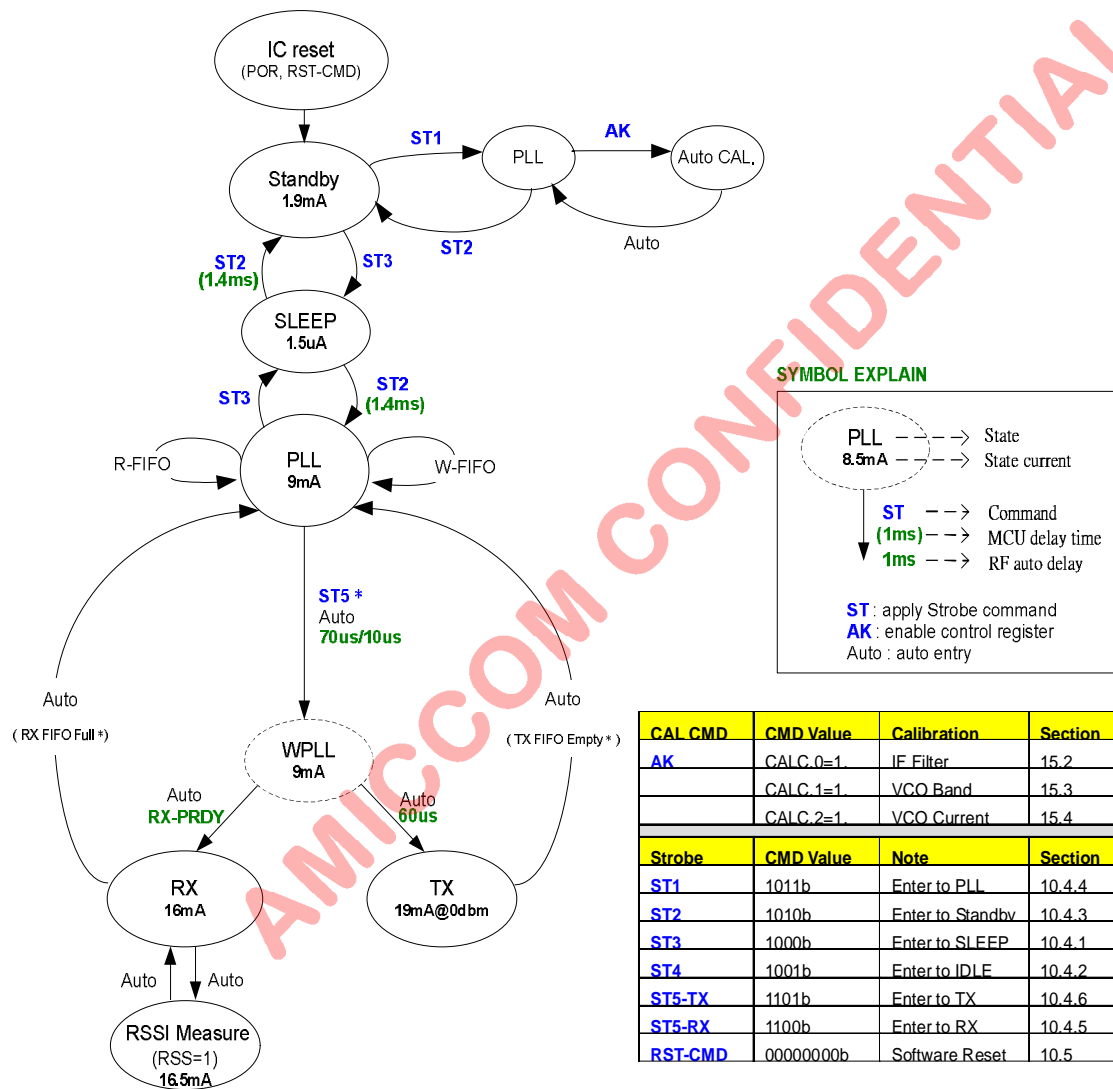 IC reset
(POR, RST-CMD)
ST1
AK
PLL
Auto CAL.
Standby
1.9mA
ST2
Auto
ST2
(1.4ms)
ST3
SLEEP
1.5uA
ST3
ST2
(1.4ms)
R-FIFO
PLL
9mA
W-FIFO
ST5 *
Auto
70us/10us
Auto
( RX FIFO Full * )
Auto
( TX FIFO Empty * )
WPLL
9mA
Auto
RX-PRDY
Auto
60us
RX
16mA
TX
19mA@0dbm
Auto
Auto
RSSI Measure
(RSS=1)
16.5mA
SYMBOL EXPLAIN
PLL
8.5mA
State
State current
ST
(1ms)
1ms
Command
MCU delay time
RF auto delay
ST : apply Strobe command
AK : enable control register
Auto : auto entry
CAL CMD CMD Value Calibration Section
AK CALC.0=1. IF Filter 15.2
CALC.1=1. VCO Band 15.3
CALC.2=1. VCO Current 15.4
Strobe CMD Value Note Section
ST1 1011b Enter to PLL 10.4.4
ST2 1010b Enter to Standby 10.4.3
ST3 1000b Enter to SLEEP 10.4.1
ST4 1001b Enter to IDLE 10.4.2
ST5-TX 1101b Enter to TX 10.4.6
ST5-RX 1100b Enter to RX 10.4.5
RST-CMD 00000000b Software Reset 10.5
AMICCOM CONFIDENTIAL